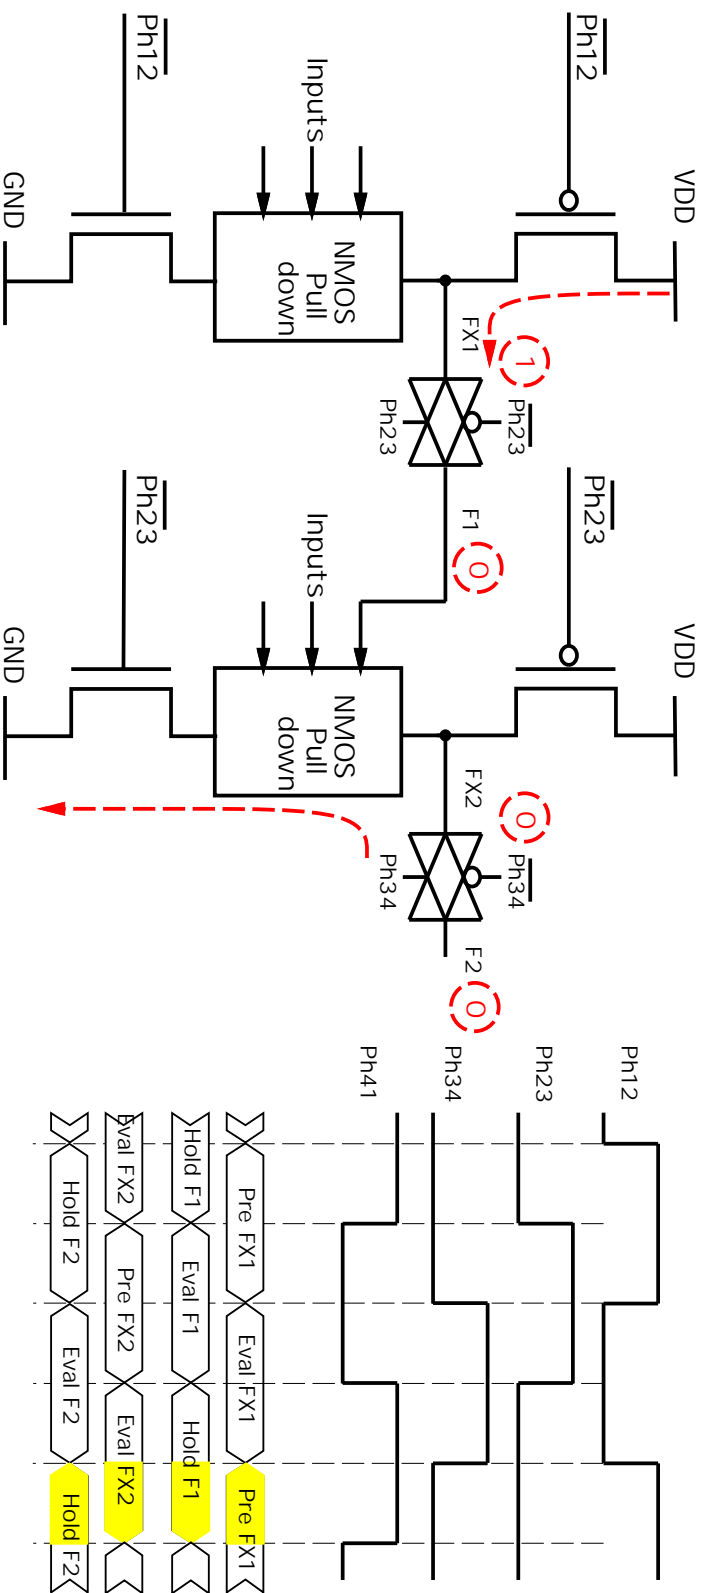 VDD
VDD
Ph12
Ph23
Ph12
1
0
Ph23
Ph34
FX1
F1
0
FX2
F2
0
Ph23
Ph34
Inputs
NMOS
Pull
down
Inputs
NMOS
Pull
down
Ph12
Ph23
GND
GND
Ph12
Ph23
Ph34
Ph41
Pre FX1
Eval FX1
Pre FX1
Hold F1
Eval F1
Hold F1
Eval FX2
Pre FX2
Eval FX2
Hold F2
Eval F2
Hold F2